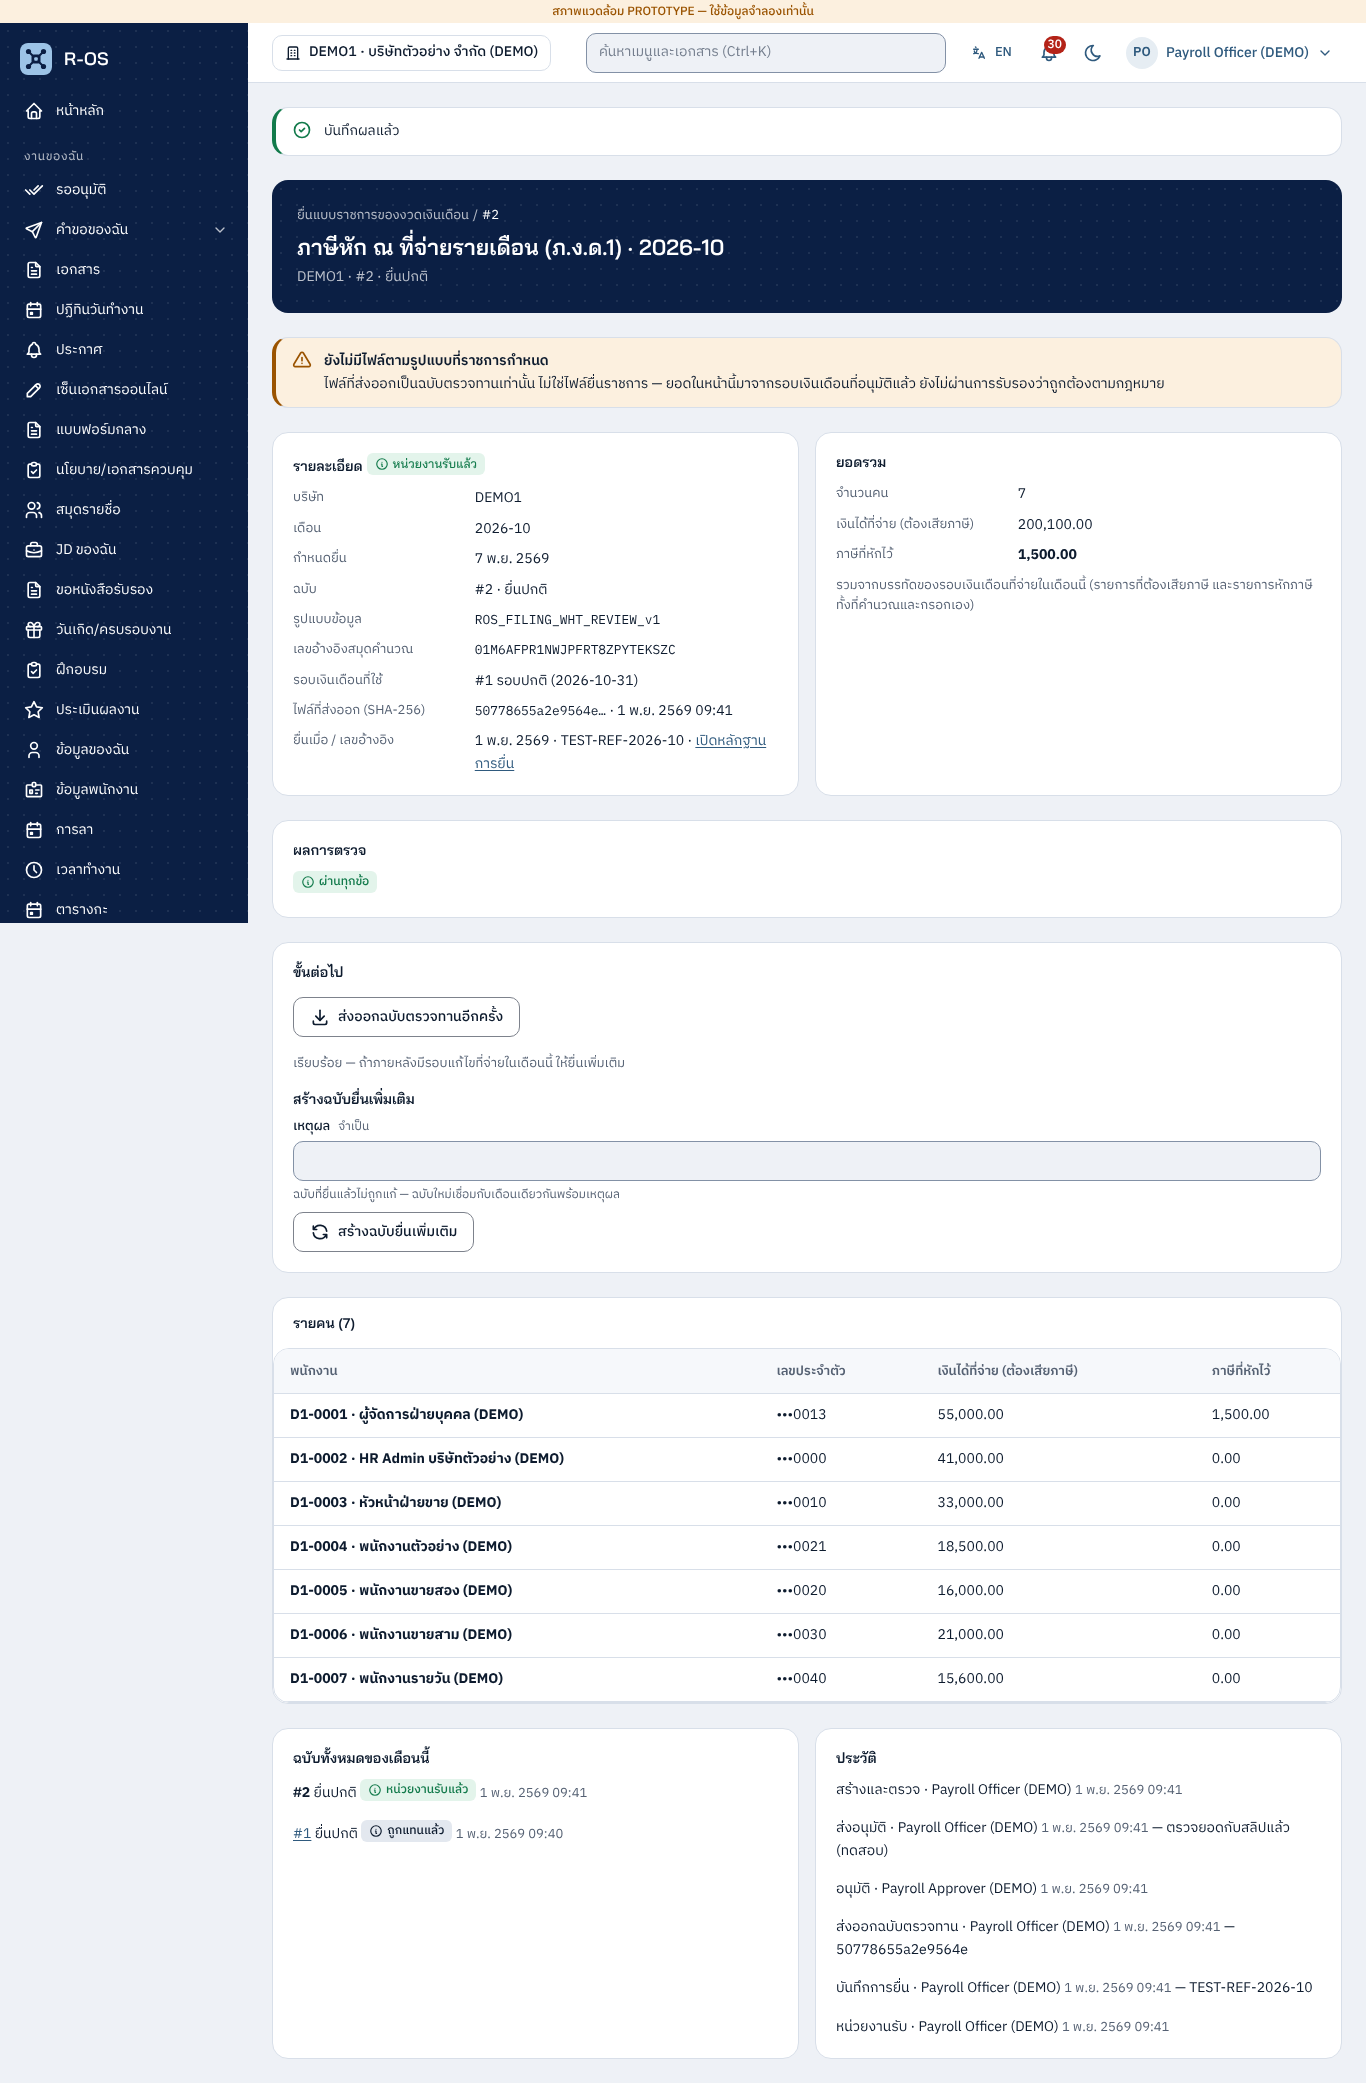 สภาพแวดล้อม PROTOTYPE — ใช้ข้อมูลจำลองเท่านั้น
R-OS
DEMO1 · บริษัทตัวอย่าง จำกัด (DEMO)
ค้นหาเมนูและเอกสาร (Ctrl+K)
EN
30
PO
Payroll Officer (DEMO)
หน้าหลัก
งานของฉัน
รออนุมัติ
คำขอของฉัน
เอกสาร
ปฏิทินวันทำงาน
ประกาศ
เซ็นเอกสารออนไลน์
แบบฟอร์มกลาง
นโยบาย/เอกสารควบคุม
สมุดรายชื่อ
JD ของฉัน
ขอหนังสือรับรอง
วันเกิด/ครบรอบงาน
ฝึกอบรม
ประเมินผลงาน
ข้อมูลของฉัน
ข้อมูลพนักงาน
การลา
เวลาทำงาน
ตารางกะ
บันทึกผลแล้ว
ยื่นแบบราชการของงวดเงินเดือน / #2
ภาษีหัก ณ ที่จ่ายรายเดือน (ภ.ง.ด.1) · 2026-10
DEMO1 · #2 · ยื่นปกติ
ยังไม่มีไฟล์ตามรูปแบบที่ราชการกำหนด
ไฟล์ที่ส่งออกเป็นฉบับตรวจทานเท่านั้น ไม่ใช่ไฟล์ยื่นราชการ — ยอดในหน้านี้มาจากรอบเงินเดือนที่อนุมัติแล้ว ยังไม่ผ่านการรับรองว่าถูกต้องตามกฎหมาย
รายละเอียด หน่วยงานรับแล้ว
บริษัท DEMO1
เดือน 2026-10
กำหนดยื่น 7 พ.ย. 2569
ฉบับ #2 · ยื่นปกติ
รูปแบบข้อมูล ROS_FILING_WHT_REVIEW_v1
เลขอ้างอิงสมุดคำนวณ 01M6AFPR1NWJPFRT8ZPYTEKSZC
รอบเงินเดือนที่ใช้ #1 รอบปกติ (2026-10-31)
ไฟล์ที่ส่งออก (SHA-256) 50778655a2e9564e… · 1 พ.ย. 2569 09:41
ยื่นเมื่อ / เลขอ้างอิง 1 พ.ย. 2569 · TEST-REF-2026-10 · เปิดหลักฐาน
การยื่น
ยอดรวม
จำนวนคน 7
เงินได้ที่จ่าย (ต้องเสียภาษี) 200,100.00
ภาษีที่หักไว้ 1,500.00
รวมจากบรรทัดของรอบเงินเดือนที่จ่ายในเดือนนี้ (รายการที่ต้องเสียภาษี และรายการหักภาษี
ทั้งที่คำนวณและกรอกเอง)
ผลการตรวจ
ผ่านทุกข้อ
ขั้นต่อไป
ส่งออกฉบับตรวจทานอีกครั้ง
เรียบร้อย — ถ้าภายหลังมีรอบแก้ไขที่จ่ายในเดือนนี้ ให้ยื่นเพิ่มเติม
สร้างฉบับยื่นเพิ่มเติม
เหตุผล จำเป็น
ฉบับที่ยื่นแล้วไม่ถูกแก้ — ฉบับใหม่เชื่อมกับเดือนเดียวกันพร้อมเหตุผล
สร้างฉบับยื่นเพิ่มเติม
รายคน (7)
พนักงาน เลขประจำตัว เงินได้ที่จ่าย (ต้องเสียภาษี) ภาษีที่หักไว้
D1-0001 · ผู้จัดการฝ่ายบุคคล (DEMO) •••0013 55,000.00 1,500.00
D1-0002 · HR Admin บริษัทตัวอย่าง (DEMO) •••0000 41,000.00 0.00
D1-0003 · หัวหน้าฝ่ายขาย (DEMO) •••0010 33,000.00 0.00
D1-0004 · พนักงานตัวอย่าง (DEMO) •••0021 18,500.00 0.00
D1-0005 · พนักงานขายสอง (DEMO) •••0020 16,000.00 0.00
D1-0006 · พนักงานขายสาม (DEMO) •••0030 21,000.00 0.00
D1-0007 · พนักงานรายวัน (DEMO) •••0040 15,600.00 0.00
ฉบับทั้งหมดของเดือนนี้
#2 ยื่นปกติ หน่วยงานรับแล้ว 1 พ.ย. 2569 09:41
#1 ยื่นปกติ ถูกแทนแล้ว 1 พ.ย. 2569 09:40
ประวัติ
สร้างและตรวจ · Payroll Officer (DEMO) 1 พ.ย. 2569 09:41
ส่งอนุมัติ · Payroll Officer (DEMO) 1 พ.ย. 2569 09:41 — ตรวจยอดกับสลิปแล้ว
(ทดสอบ)
อนุมัติ · Payroll Approver (DEMO) 1 พ.ย. 2569 09:41
ส่งออกฉบับตรวจทาน · Payroll Officer (DEMO) 1 พ.ย. 2569 09:41 —
50778655a2e9564e
บันทึกการยื่น · Payroll Officer (DEMO) 1 พ.ย. 2569 09:41 — TEST-REF-2026-10
หน่วยงานรับ · Payroll Officer (DEMO) 1 พ.ย. 2569 09:41